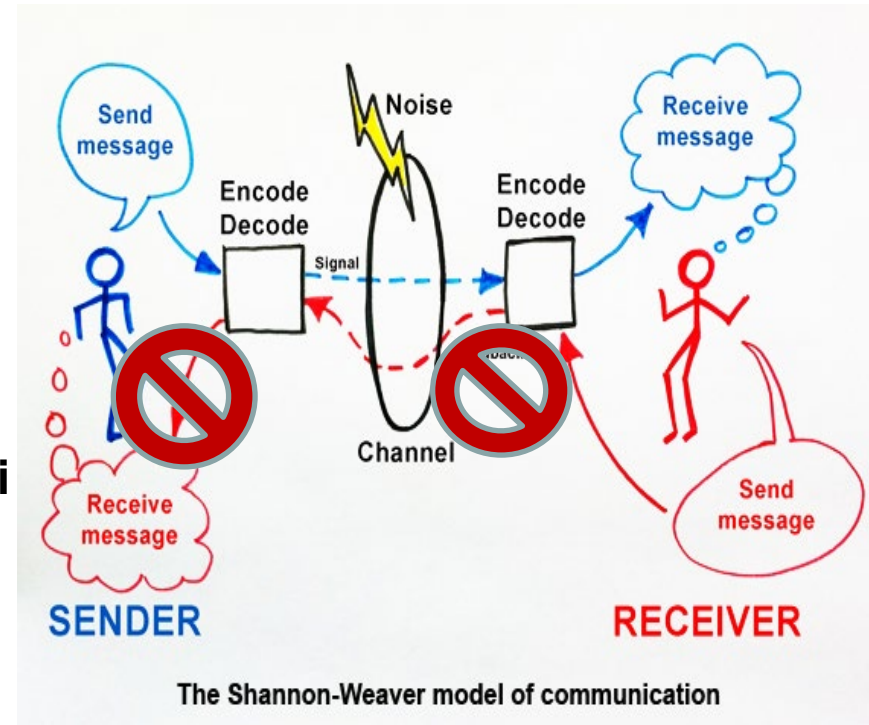 Send
message
Noise
Receive
message
Encode
Decode
Encode
Decode
Signal
Channel
i
Receive
message
Send
message
SENDER
RECEIVER
The Shannon-Weaver model of communication